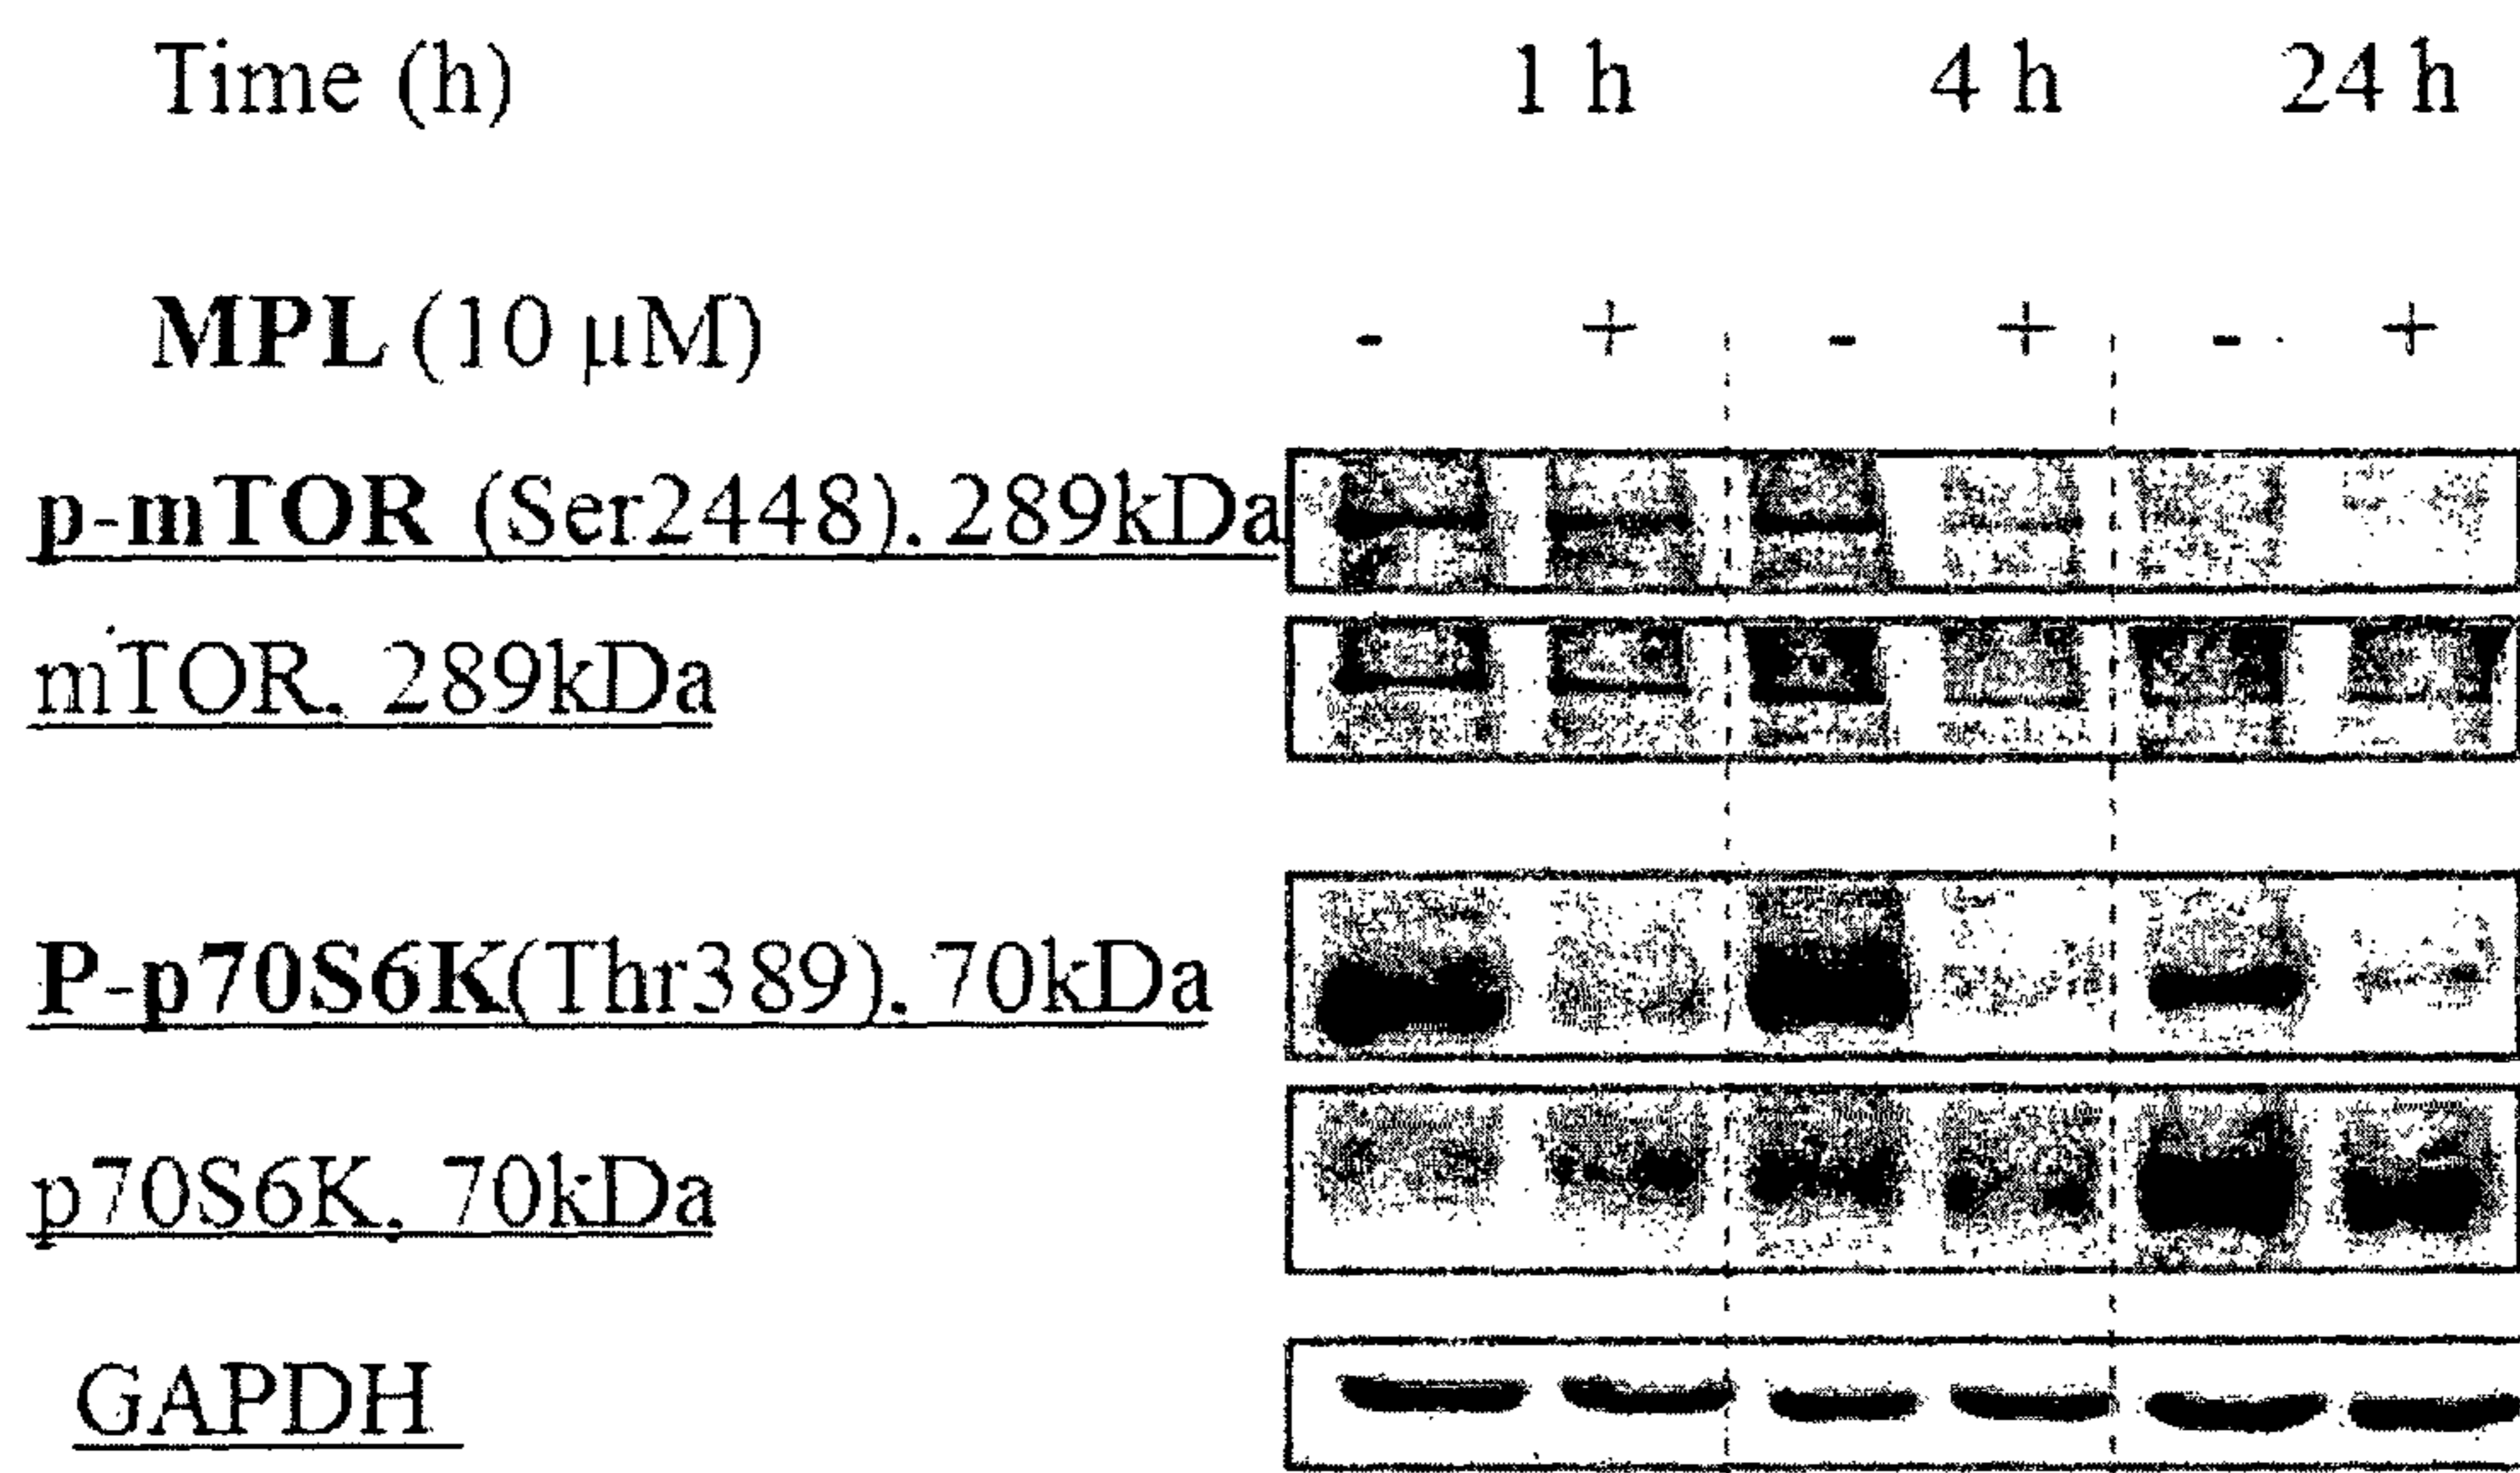 Time (h) 1 h 4 h 24 h
MPL (10 µM) - + - + - +
p-mTOR (Ser2448). 289kDa
mTOR. 289kDa
P-p70S6K(Thr389). 70kDa
p70S6K. 70kDa
GAPDH